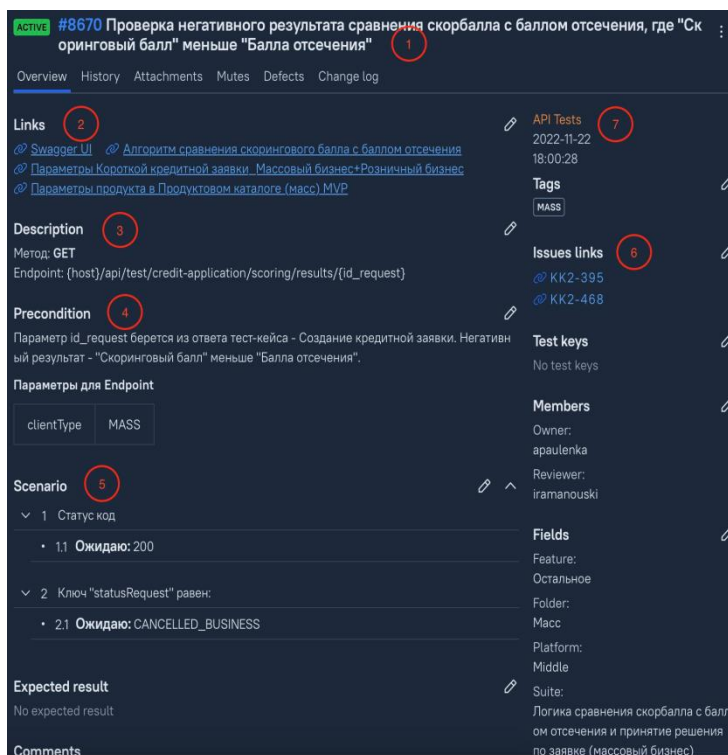 ACTIVE #8670 Проверка негативного результата сравнения скорбалла с баллом отсечения, где "Ск
оринговый балл" меньше "Балла отсечения"
1
Overview History Attachments Mutes Defects Change log
Links
2
Swagger UI Алгоритм сравнения скорингового балла с баллом отсечения
Параметры Короткой кредитной заявки_Массовый бизнес+Розничный бизнес
Параметры продукта в Продуктовом каталоге (масс) MVP
Description
3
Метод: GET
Endpoint: {host}/api/test/credit-application/scoring/results/{id_request}
Precondition
4
Параметр id_request берется из ответа тест-кейса - Создание кредитной заявки. Негативн
ый результат - "Скоринговый балл" меньше "Балла отсечения".
Параметры для Endpoint
clientType MASS
Scenario
5
1 Статус код
1.1 Ожидаю: 200
2 Ключ "statusRequest" равен:
2.1 Ожидаю: CANCELLED_BUSINESS
Expected result
No expected result
Comments
API Tests
7
2022-11-22
18:00:28
Tags
MASS
Issues links
6
KK2-395
KK2-468
Test keys
No test keys
Members
Owner:
apaulenka
Reviewer:
iramanouski
Fields
Feature:
Остальное
Folder:
Масс
Platform:
Middle
Suite:
Логика сравнения скорбалла с балл
ом отсечения и принятие решения
по заявке (массовый бизнес)